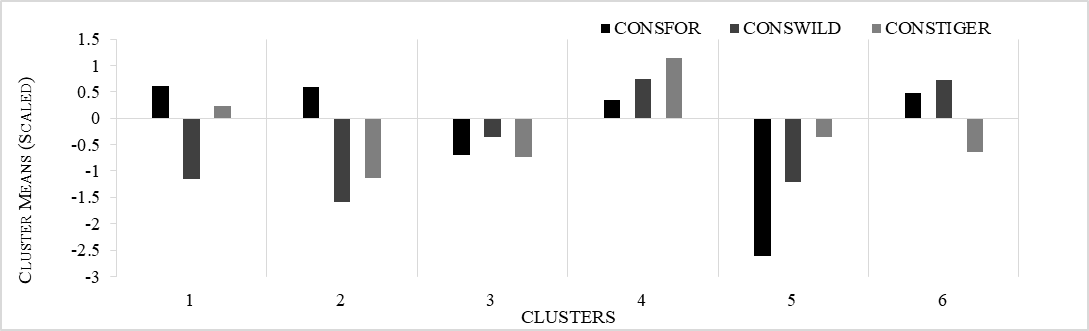 CONSFOR CONSWILD CONSTIGER
CLUSTER MEANS (SCALED)
1.5
1
0.5
0
-0.5
-1
-1.5
-2
-2.5
-3
1 2 3 4 5 6
CLUSTERS